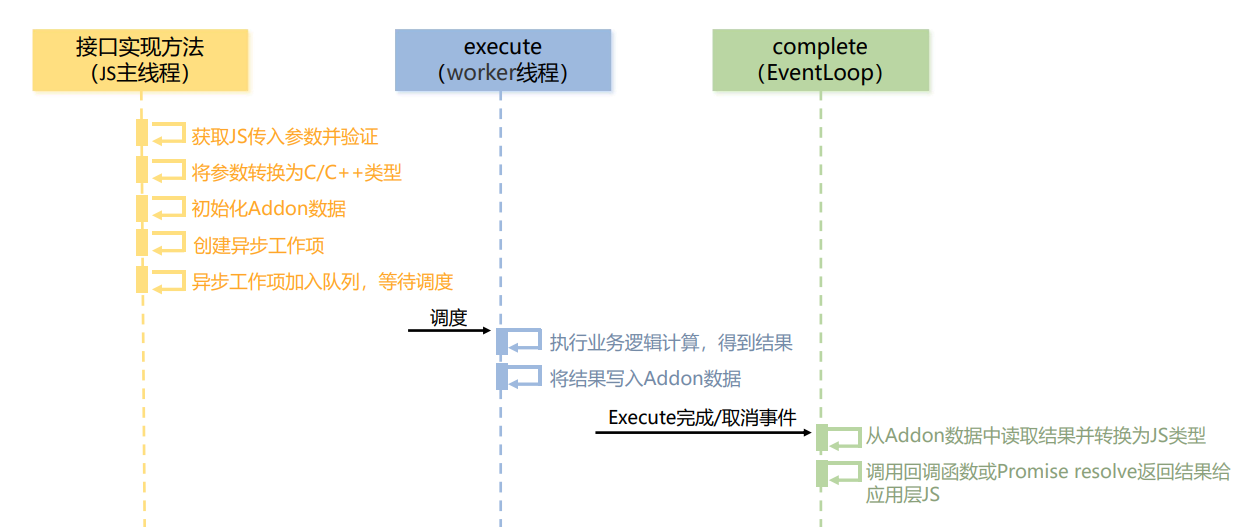 接口实现方法
（JS主线程）
execute
（worker线程）
complete
（EventLoop）
获取JS传入参数并验证
将参数转换为C/C++类型
初始化Addon数据
创建异步工作项
异步工作项加入队列，等待调度
调度
执行业务逻辑计算，得到结果
将结果写入Addon数据
Execute完成/取消事件
从Addon数据中读取结果并转换为JS类型
调用回调函数或Promise resolve返回结果给
应用层JS